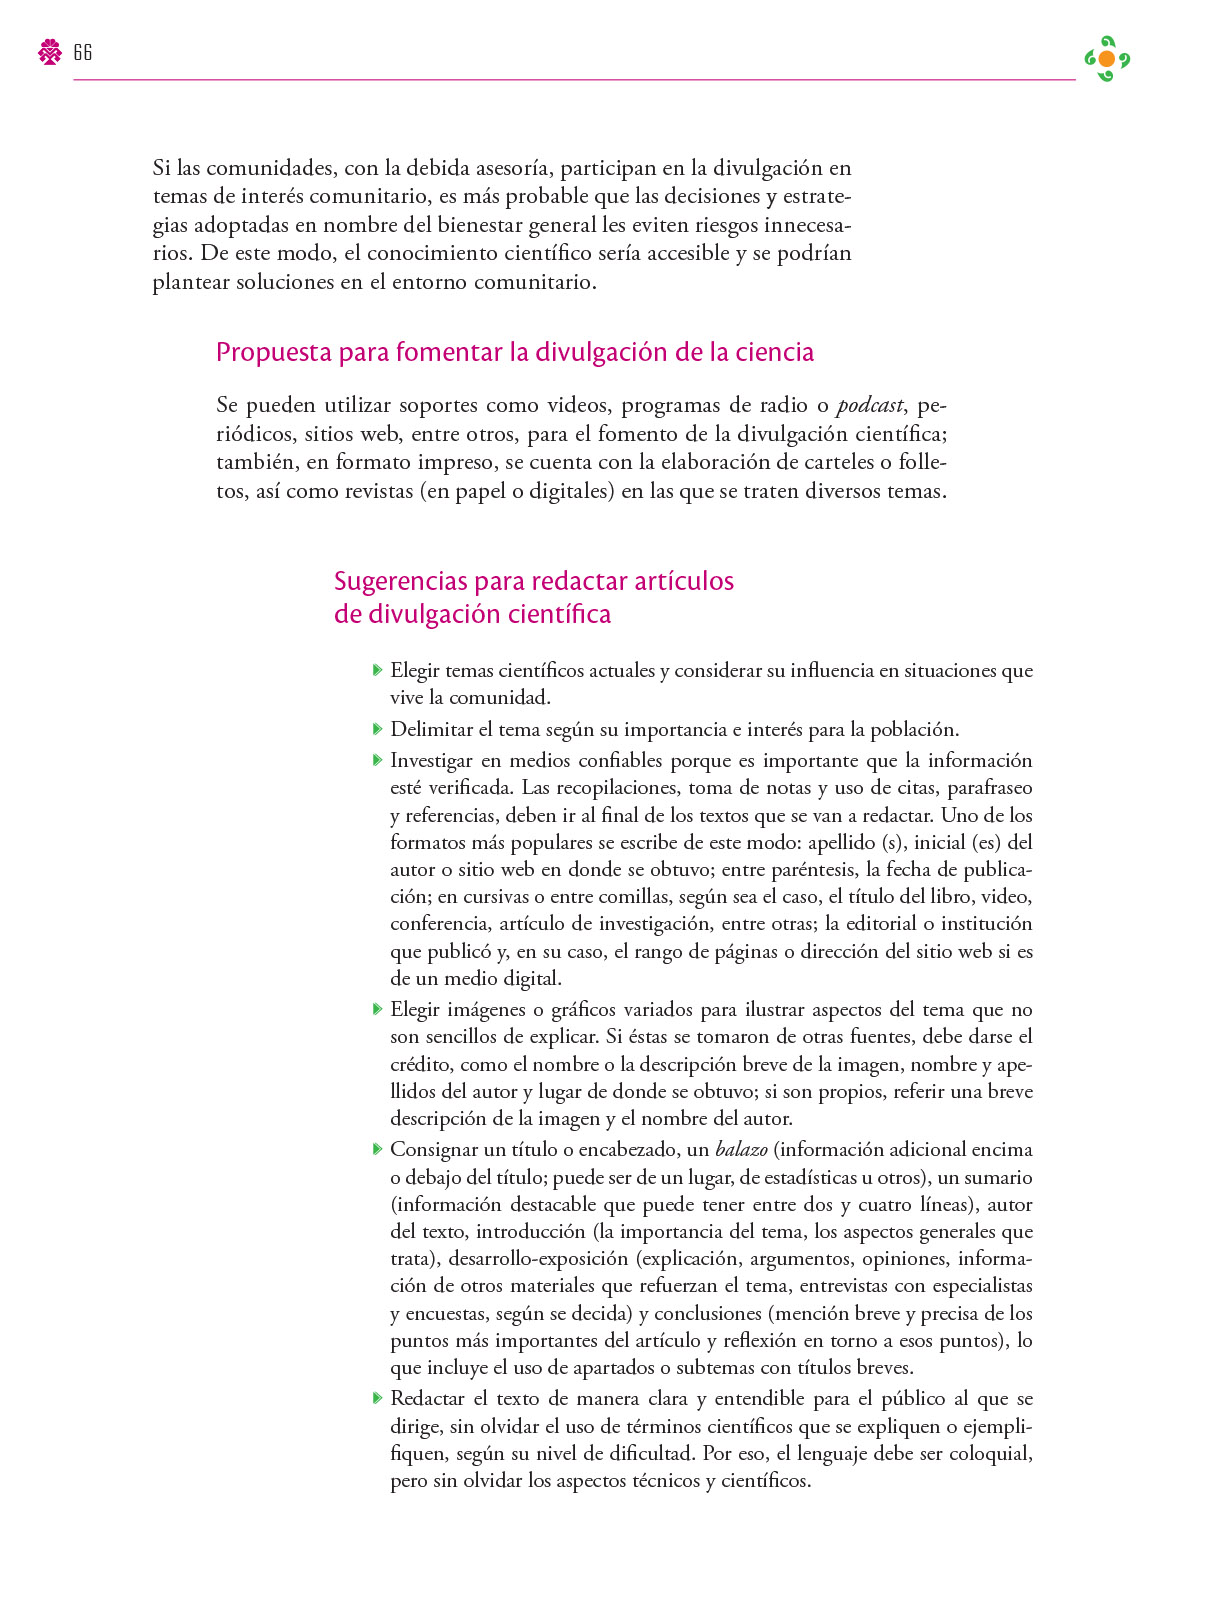 66
Si las comunidades, con la debida asesoría, participan en la divulgación en
temas de interés comunitario, es más probable que las decisiones y estrate-
gias adoptadas en nombre del bienestar general les eviten riesgos innecesa-
rios. De este modo, el conocimiento científico sería accesible y se podrían
plantear soluciones en el entorno comunitario.
Propuesta para fomentar la divulgación de la ciencia
Se pueden utilizar soportes como videos, programas de radio o podcast, pe-
riódicos, sitios web, entre otros, para el fomento de la divulgación científica;
también, en formato impreso, se cuenta con la elaboración de carteles o folle-
tos, así como revistas (en papel o digitales) en las que se traten diversos temas.
Sugerencias para redactar artículos
de divulgación científica
Elegir temas científicos actuales y considerar su influencia en situaciones que
vive la comunidad.
Delimitar el tema según su importancia e interés para la población.
Investigar en medios confiables porque es importante que la información
esté verificada. Las recopilaciones, toma de notas y uso de citas, parafraseo
y referencias, deben ir al final de los textos que se van a redactar. Uno de los
formatos más populares se escribe de este modo: apellido (s), inicial (es) del
autor o sitio web en donde se obtuvo; entre paréntesis, la fecha de publica-
ción; en cursivas o entre comillas, según sea el caso, el título del libro, video,
conferencia, artículo de investigación, entre otras; la editorial o institución
que publicó y, en su caso, el rango de páginas o dirección del sitio web si es
de un medio digital.
Elegir imágenes o gráficos variados para ilustrar aspectos del tema que no
son sencillos de explicar. Si éstas se tomaron de otras fuentes, debe darse el
crédito, como el nombre o la descripción breve de la imagen, nombre y ape-
llidos del autor y lugar de donde se obtuvo; si son propios, referir una breve
descripción de la imagen y el nombre del autor.
Consignar un título o encabezado, un balazo (información adicional encima
o debajo del título; puede ser de un lugar, de estadísticas u otros), un sumario
(información destacable que puede tener entre dos y cuatro líneas), autor
del texto, introducción (la importancia del tema, los aspectos generales que
trata), desarrollo-exposición (explicación, argumentos, opiniones, informa-
ción de otros materiales que refuerzan el tema, entrevistas con especialistas
y encuestas, según se decida) y conclusiones (mención breve y precisa de los
puntos más importantes del artículo y reflexión en torno a esos puntos), lo
que incluye el uso de apartados o subtemas con títulos breves.
Redactar el texto de manera clara y entendible para el público al que se
dirige, sin olvidar el uso de términos científicos que se expliquen o ejempli-
fiquen, según su nivel de dificultad. Por eso, el lenguaje debe ser coloquial,
pero sin olvidar los aspectos técnicos y científicos.